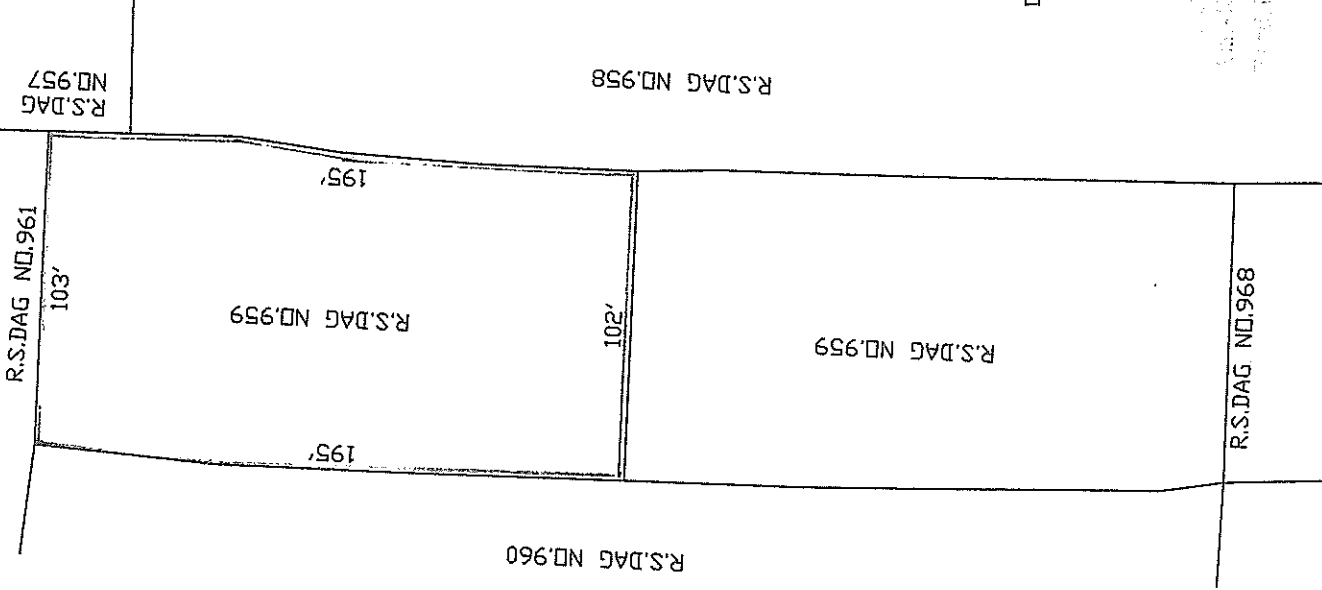 R.S.DAG
NO.957
R.S.DAG NO.958
195'
R.S.DAG NO.961
103'
R.S.DAG NO.959
102'
R.S.DAG NO.959
R.S.DAG NO.968
195'
R.S.DAG NO.960